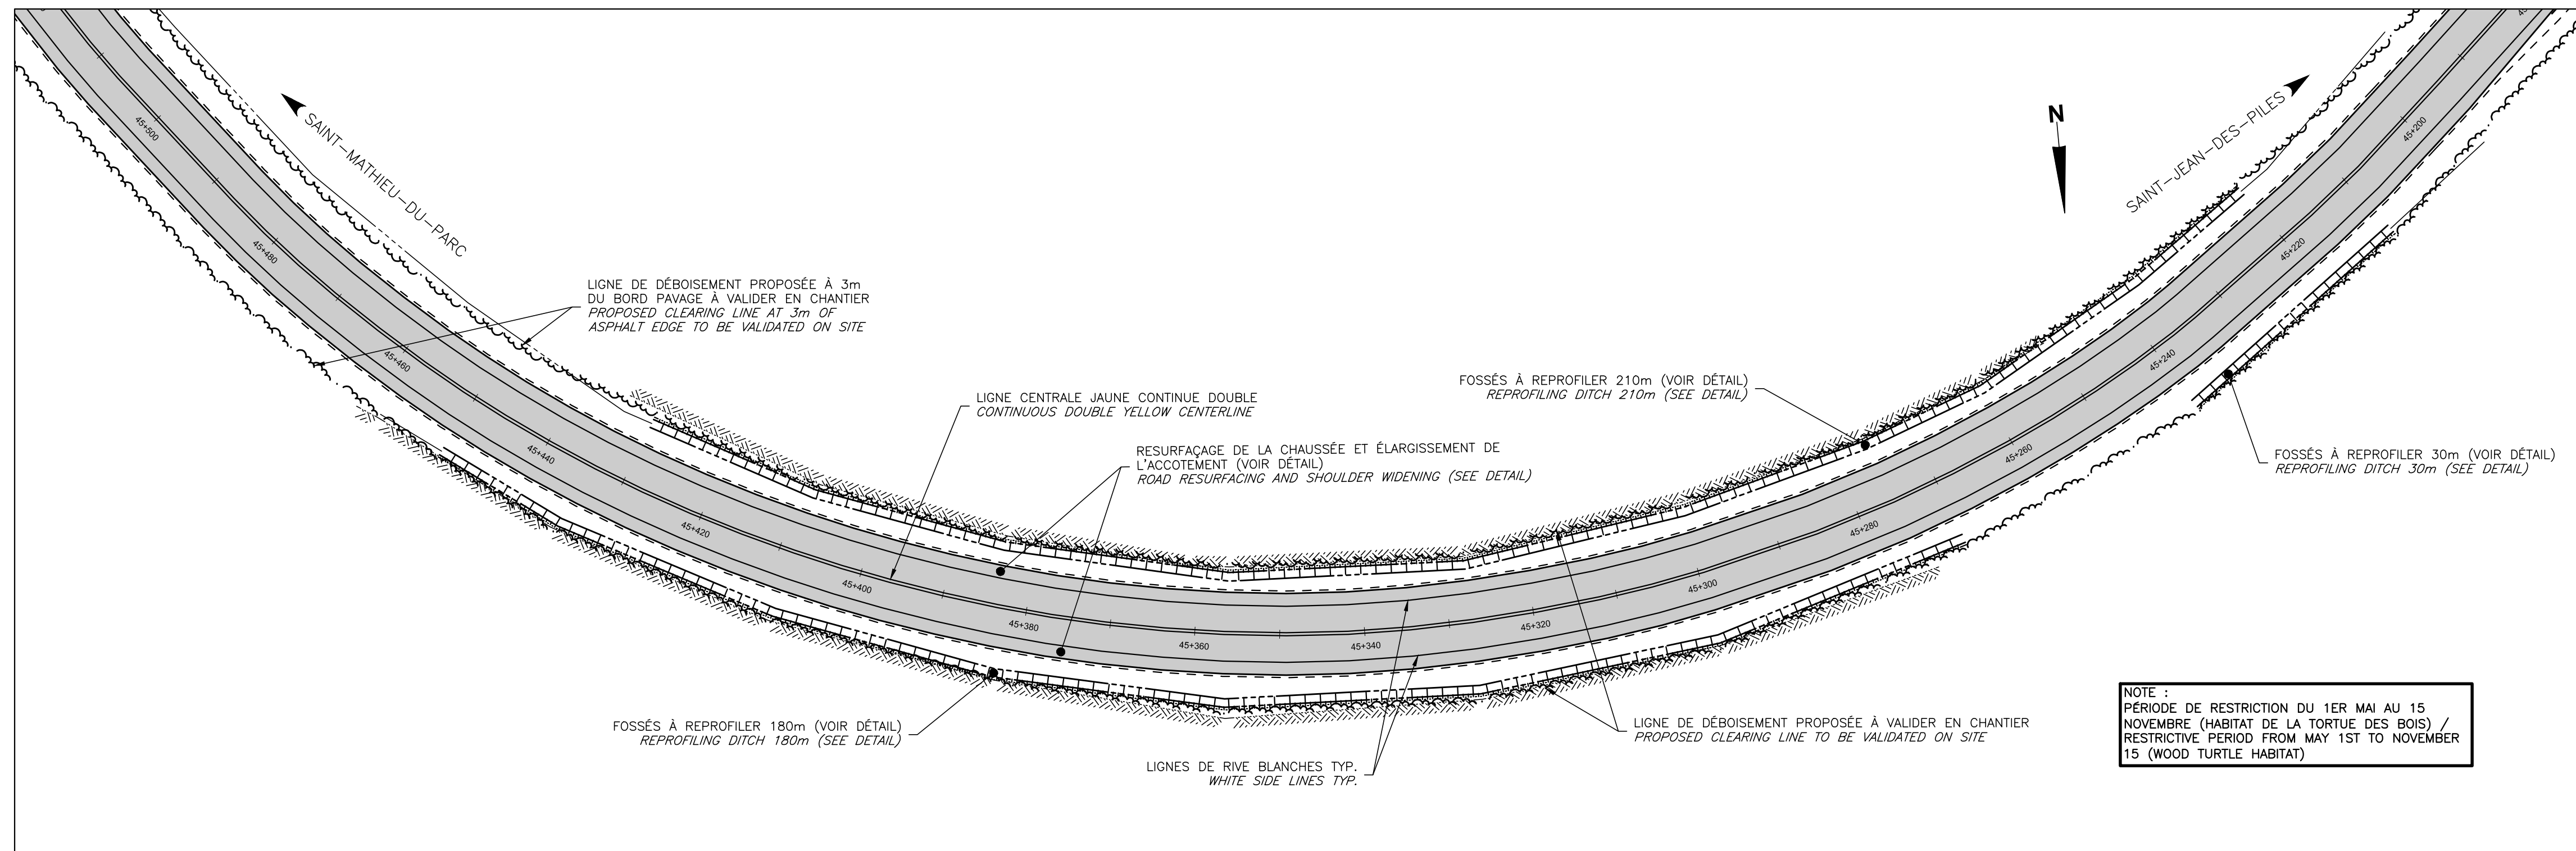 SAINT-MATHIEU-DU-PARC
N
SAINT-JEAN-DES-PILES
45+500
45+480
45+460
45+440
45+420
45+400
45+380
45+360
45+340
45+320
45+300
45+280
45+260
45+240
45+220
45+200
LIGNE DE DÉBOISEMENT PROPOSÉE À 3m
DU BORD PAVAGE À VALIDER EN CHANTIER
PROPOSED CLEARING LINE AT 3m OF
ASPHALT EDGE TO BE VALIDATED ON SITE
LIGNE CENTRALE JAUNE CONTINUE DOUBLE
CONTINUOUS DOUBLE YELLOW CENTERLINE
RESURFAÇAGE DE LA CHAUSSÉE ET ÉLARGISSEMENT DE
L'ACCOTEMENT (VOIR DÉTAIL)
ROAD RESURFACING AND SHOULDER WIDENING (SEE DETAIL)
FOSSÉS À REPROFILER 210m (VOIR DÉTAIL)
REPROFILING DITCH 210m (SEE DETAIL)
FOSSÉS À REPROFILER 30m (VOIR DÉTAIL)
REPROFILING DITCH 30m (SEE DETAIL)
FOSSÉS À REPROFILER 180m (VOIR DÉTAIL)
REPROFILING DITCH 180m (SEE DETAIL)
LIGNES DE RIVE BLANCHES TYP.
WHITE SIDE LINES TYP.
LIGNE DE DÉBOISEMENT PROPOSÉE À VALIDER EN CHANTIER
PROPOSED CLEARING LINE TO BE VALIDATED ON SITE
NOTE :
PÉRIODE DE RESTRICTION DU 1ER MAI AU 15
NOVEMBRE (HABITAT DE LA TORTUE DES BOIS) /
RESTRICTIVE PERIOD FROM MAY 1ST TO NOVEMBER
15 (WOOD TURTLE HABITAT)